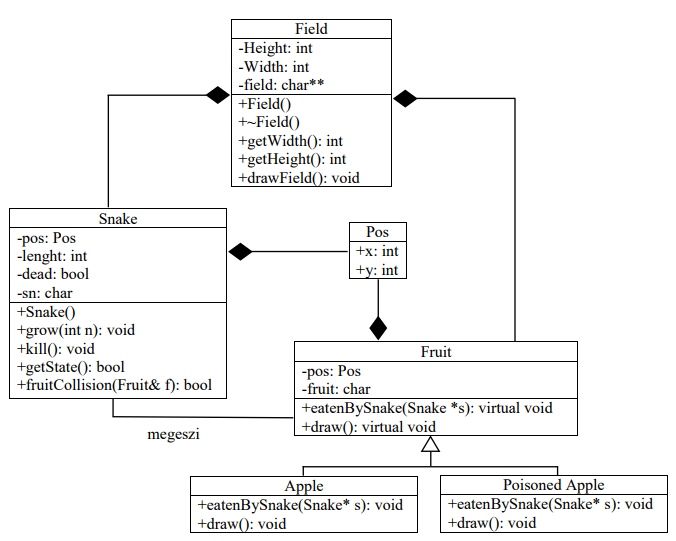 Field
-Height: int
-Width: int
-field: char**
+Field()
+~Field()
+getWidth(): int
+getHeight(): int
+drawField(): void
Snake
-pos: Pos
-lenght: int
-dead: bool
-sn: char
+Snake()
+grow(int n): void
+kill(): void
+getState(): bool
+fruitCollision(Fruit& f): bool
Pos
+x: int
+y: int
Fruit
-pos: Pos
-fruit: char
+eatenBySnake(Snake *s): virtual void
+draw(): virtual void
megeszi
Apple
+eatenBySnake(Snake* s): void
+draw(): void
Poisoned Apple
+eatenBySnake(Snake* s): void
+draw(): void